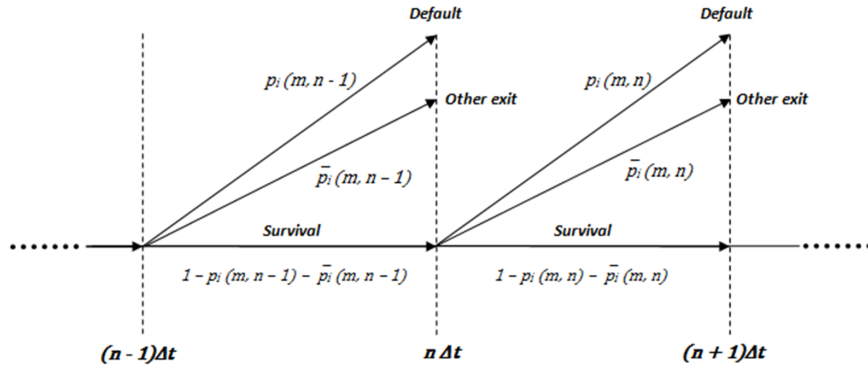 Default Default
pᵢ (m, n - 1) pᵢ (m, n)
Other exit Other exit
p̄ᵢ (m, n – 1) p̄ᵢ (m, n)
Survival Survival
1 – pᵢ (m, n – 1) – p̄ᵢ (m, n – 1) 1 – pᵢ (m, n) – p̄ᵢ (m, n)
(n - 1)Δt n Δt (n + 1)Δt